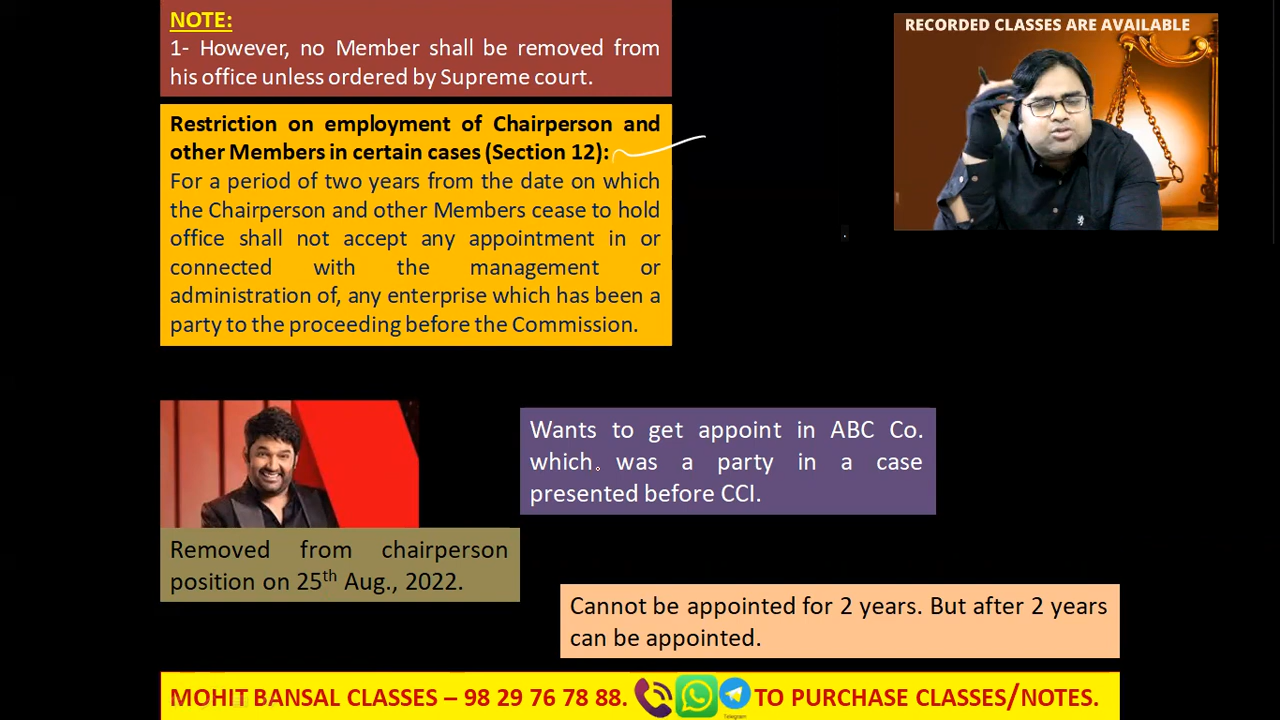 NOTE:
1- However, no Member shall be removed from
his office unless ordered by Supreme court.
RECORDED CLASSES ARE AVAILABLE
Restriction on employment of Chairperson and
other Members in certain cases (Section 12):
For a period of two years from the date on which
the Chairperson and other Members cease to hold
office shall not accept any appointment in or
connected with the management or
administration of, any enterprise which has been a
party to the proceeding before the Commission.
Wants to get appoint in ABC Co.
which was a party in a case
presented before CCI.
Removed from chairperson
position on 25th Aug., 2022.
Cannot be appointed for 2 years. But after 2 years
can be appointed.
MOHIT BANSAL CLASSES – 98 29 76 78 88. Telegram TO PURCHASE CLASSES/NOTES.